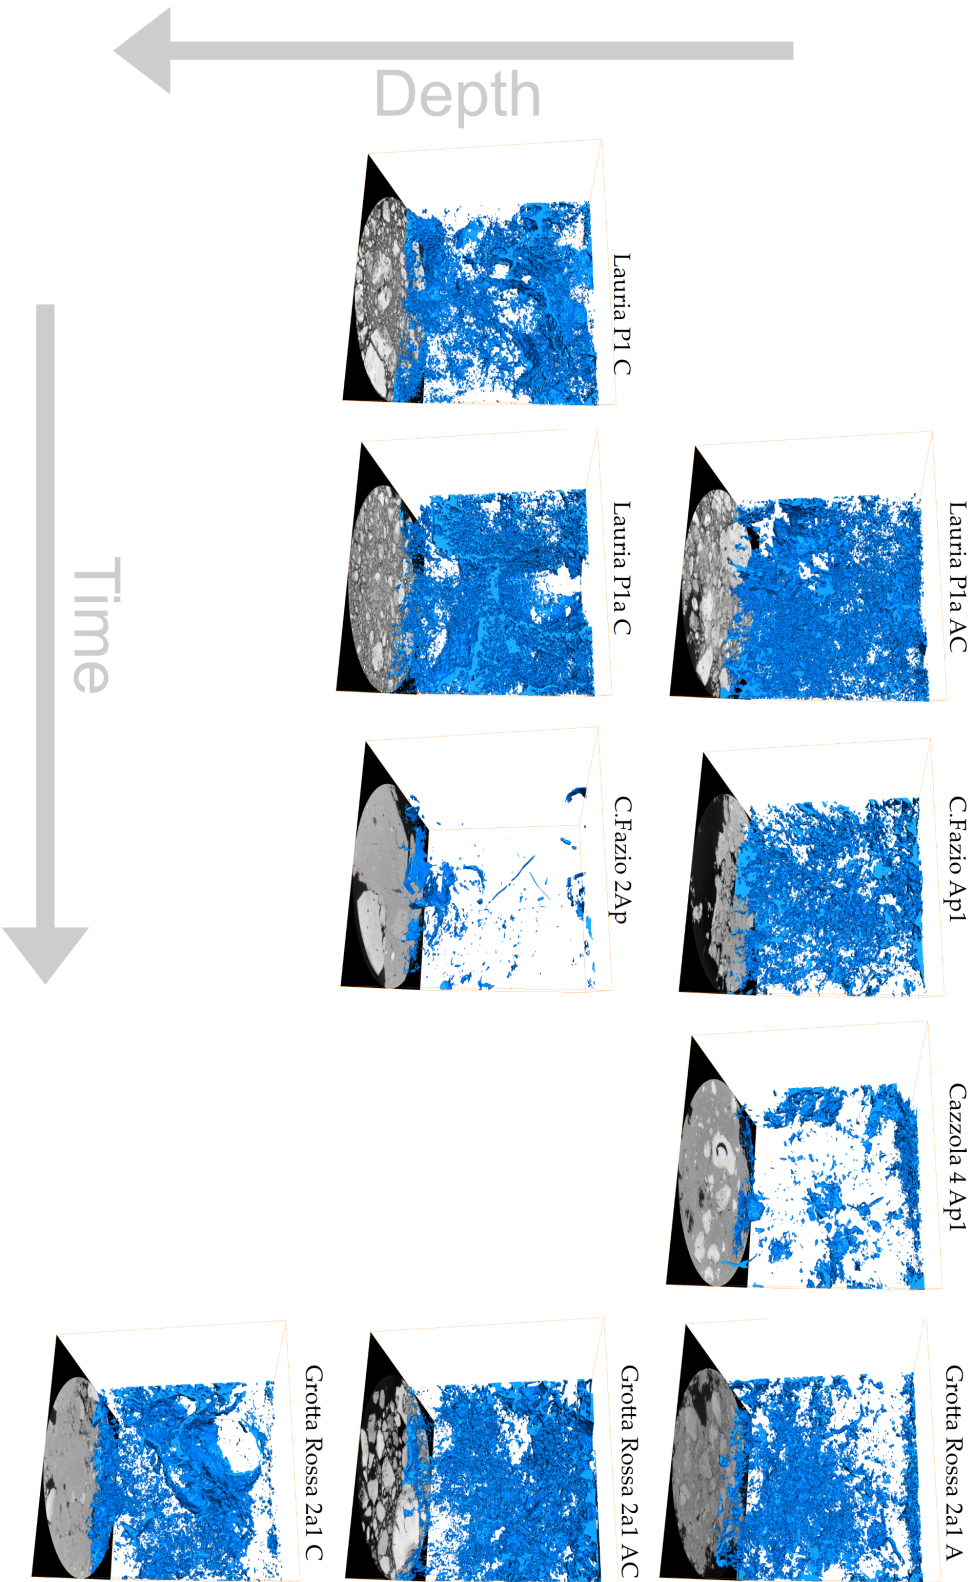 Depth
Lauria P1 C
Lauria P1a AC
Lauria P1a C
C.Fazio Ap1
C.Fazio 2Ap
Cazzola 4 Ap1
Grotta Rossa 2a1 A
Grotta Rossa 2a1 AC
Grotta Rossa 2a1 C
Time